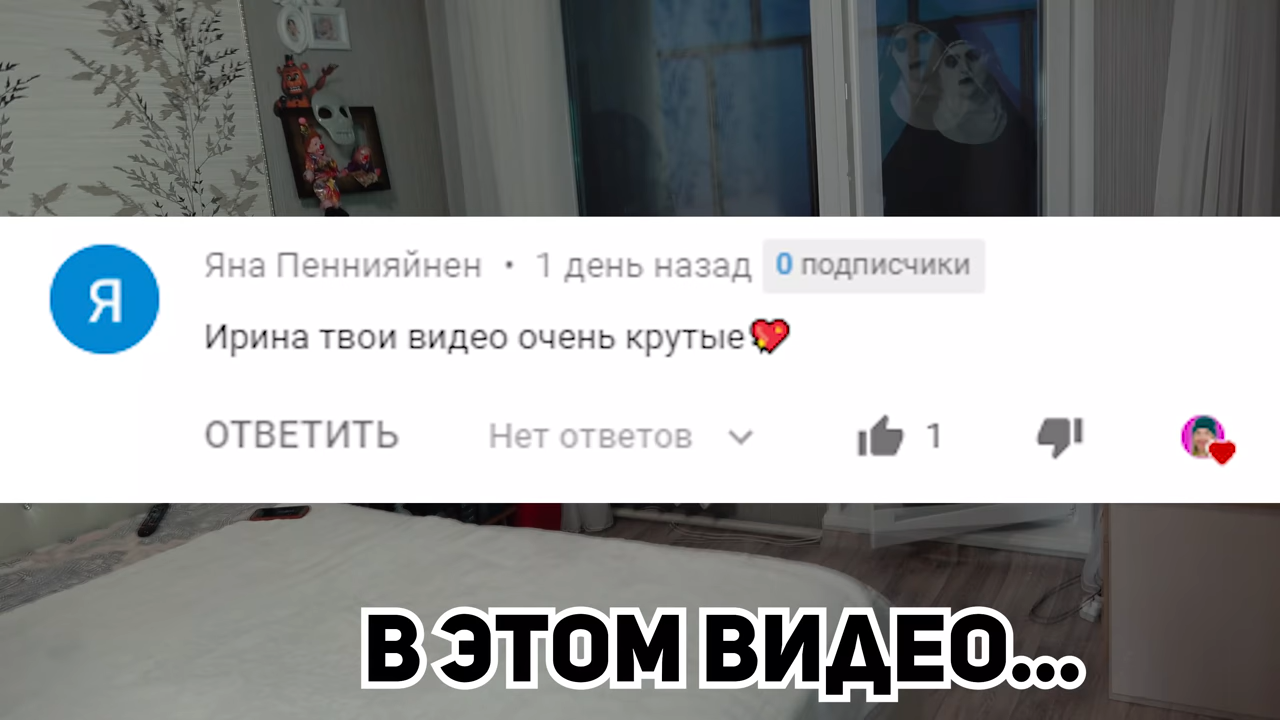 Я
Яна Пеннияйнен • 1 день назад 0 подписчики
Ирина твои видео очень крутые💖
ОТВЕТИТЬ Нет ответов 1
В ЭТОМ ВИДЕО...